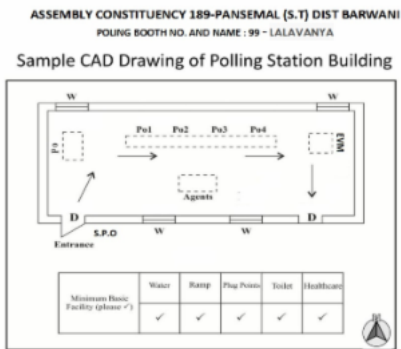 ASSEMBLY CONSTITUENCY 189-PANSEMAL (S.T) DIST BARWANI
POLING BOOTH NO. AND NAME : 99 - LALAVANYA
Sample CAD Drawing of Polling Station Building
W W
Po1 Po2 Po3 Po4
Po
EVM
Agents
D D
S.P.O W W
Entrance
Water Ramp Plug Points Toilet Healthcare
Minimum Basic
Facility (please ✓) ✓ ✓ ✓ ✓ ✓